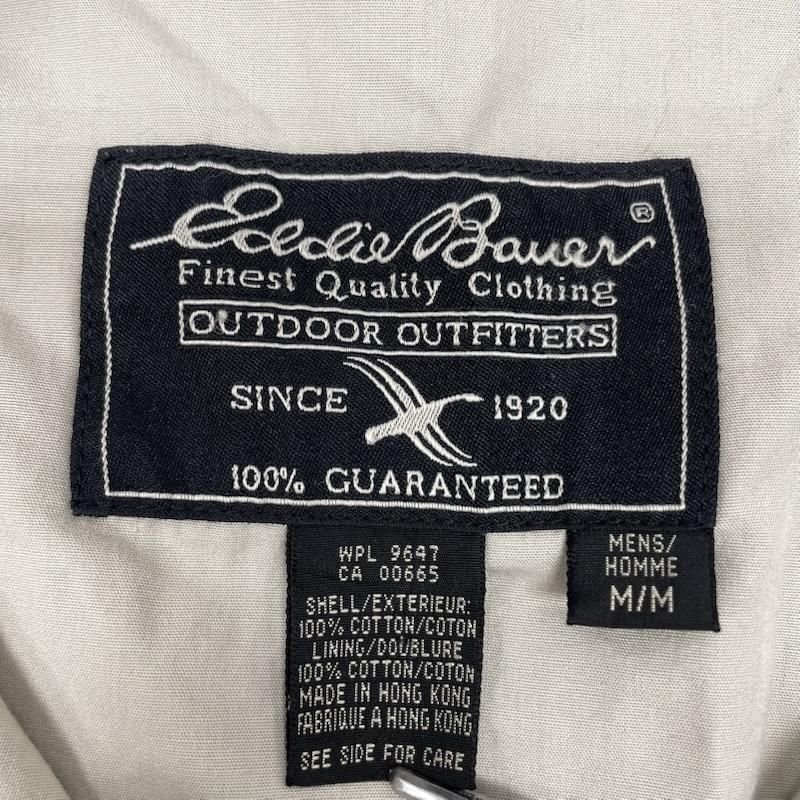 Eddie Bauer ®
Finest Quality Clothing
OUTDOOR OUTFITTERS
SINCE 1920
100% GUARANTEED
WPL 9647
CA 00665
SHELL/EXTERIEUR:
100% COTTON/COTON
LINING/DOUBLURE
100% COTTON/COTON
MADE IN HONG KONG
FABRIQUE A HONG KONG
SEE SIDE FOR CARE
MENS/
HOMME
M/M